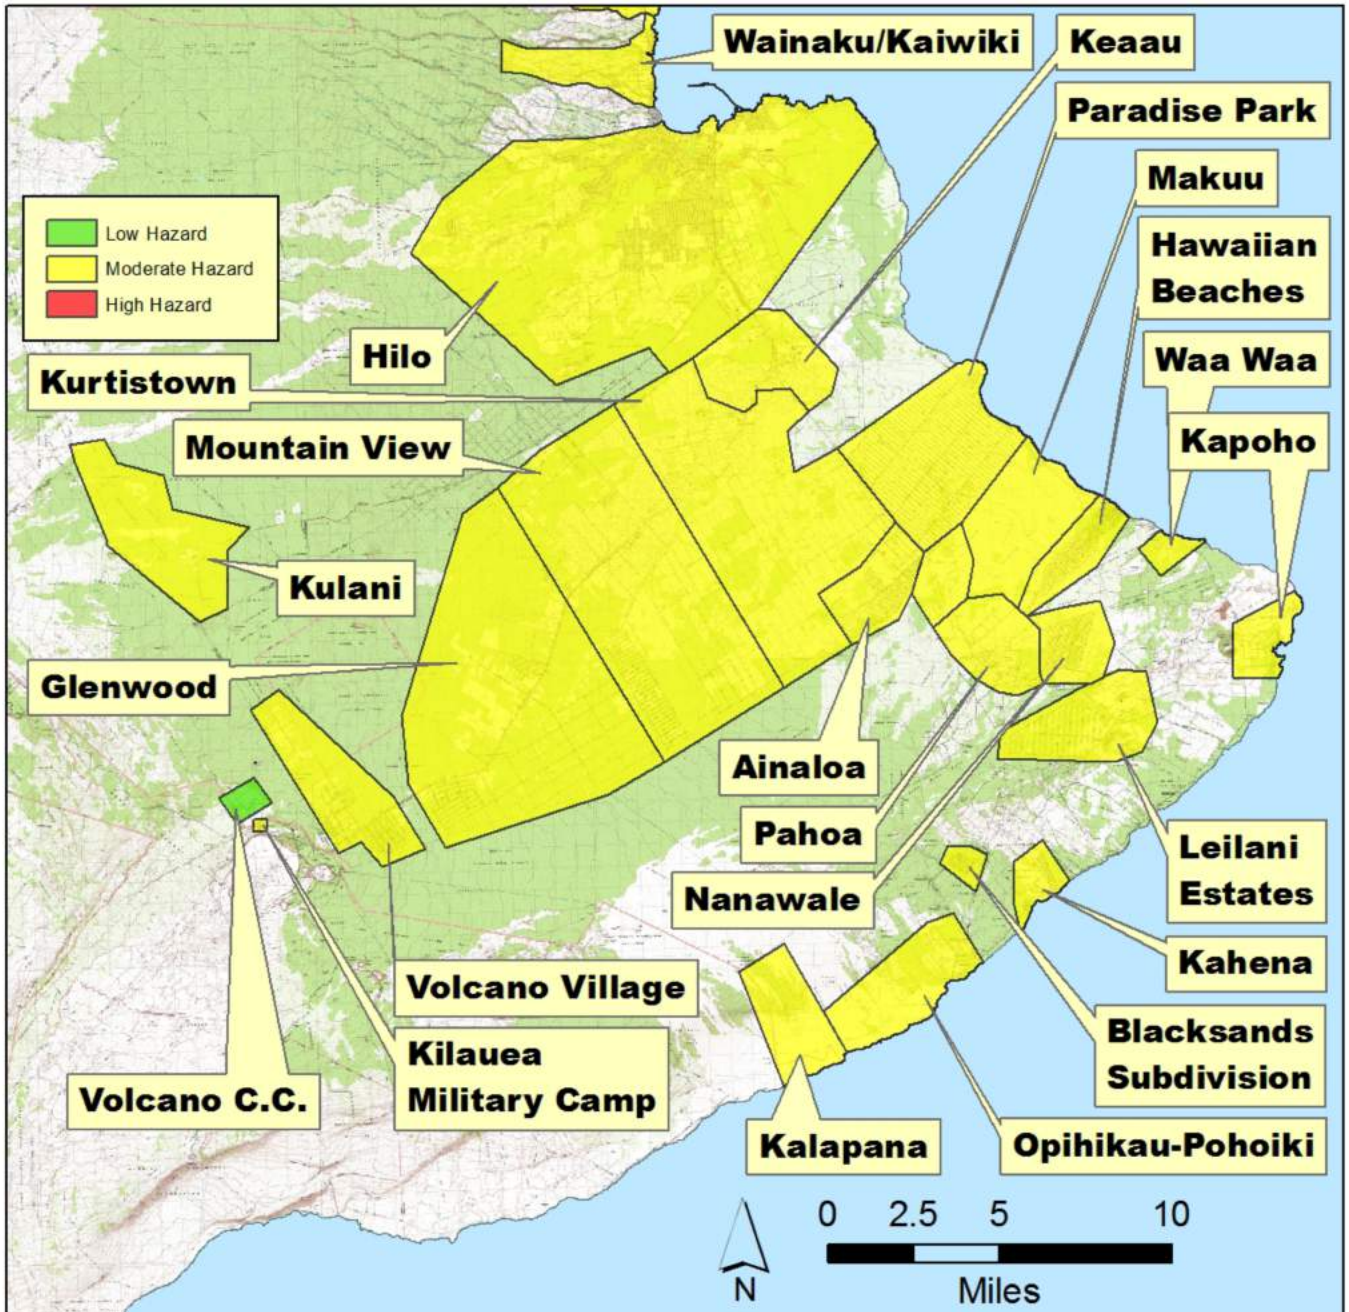 Wainaku/Kaiwiki
Keaau
Paradise Park
Makuu
Hawaiian
Beaches
Waa Waa
Kapoho
Low Hazard
Moderate Hazard
High Hazard
Hilo
Kurtistown
Mountain View
Kulani
Glenwood
Ainaloa
Pahoa
Nanawale
Leilani
Estates
Kahena
Volcano Village
Kilauea
Military Camp
Volcano C.C.
Blacksands
Subdivision
Kalapana
Opihikau-Pohoiki
0 2.5 5 10
Miles
N